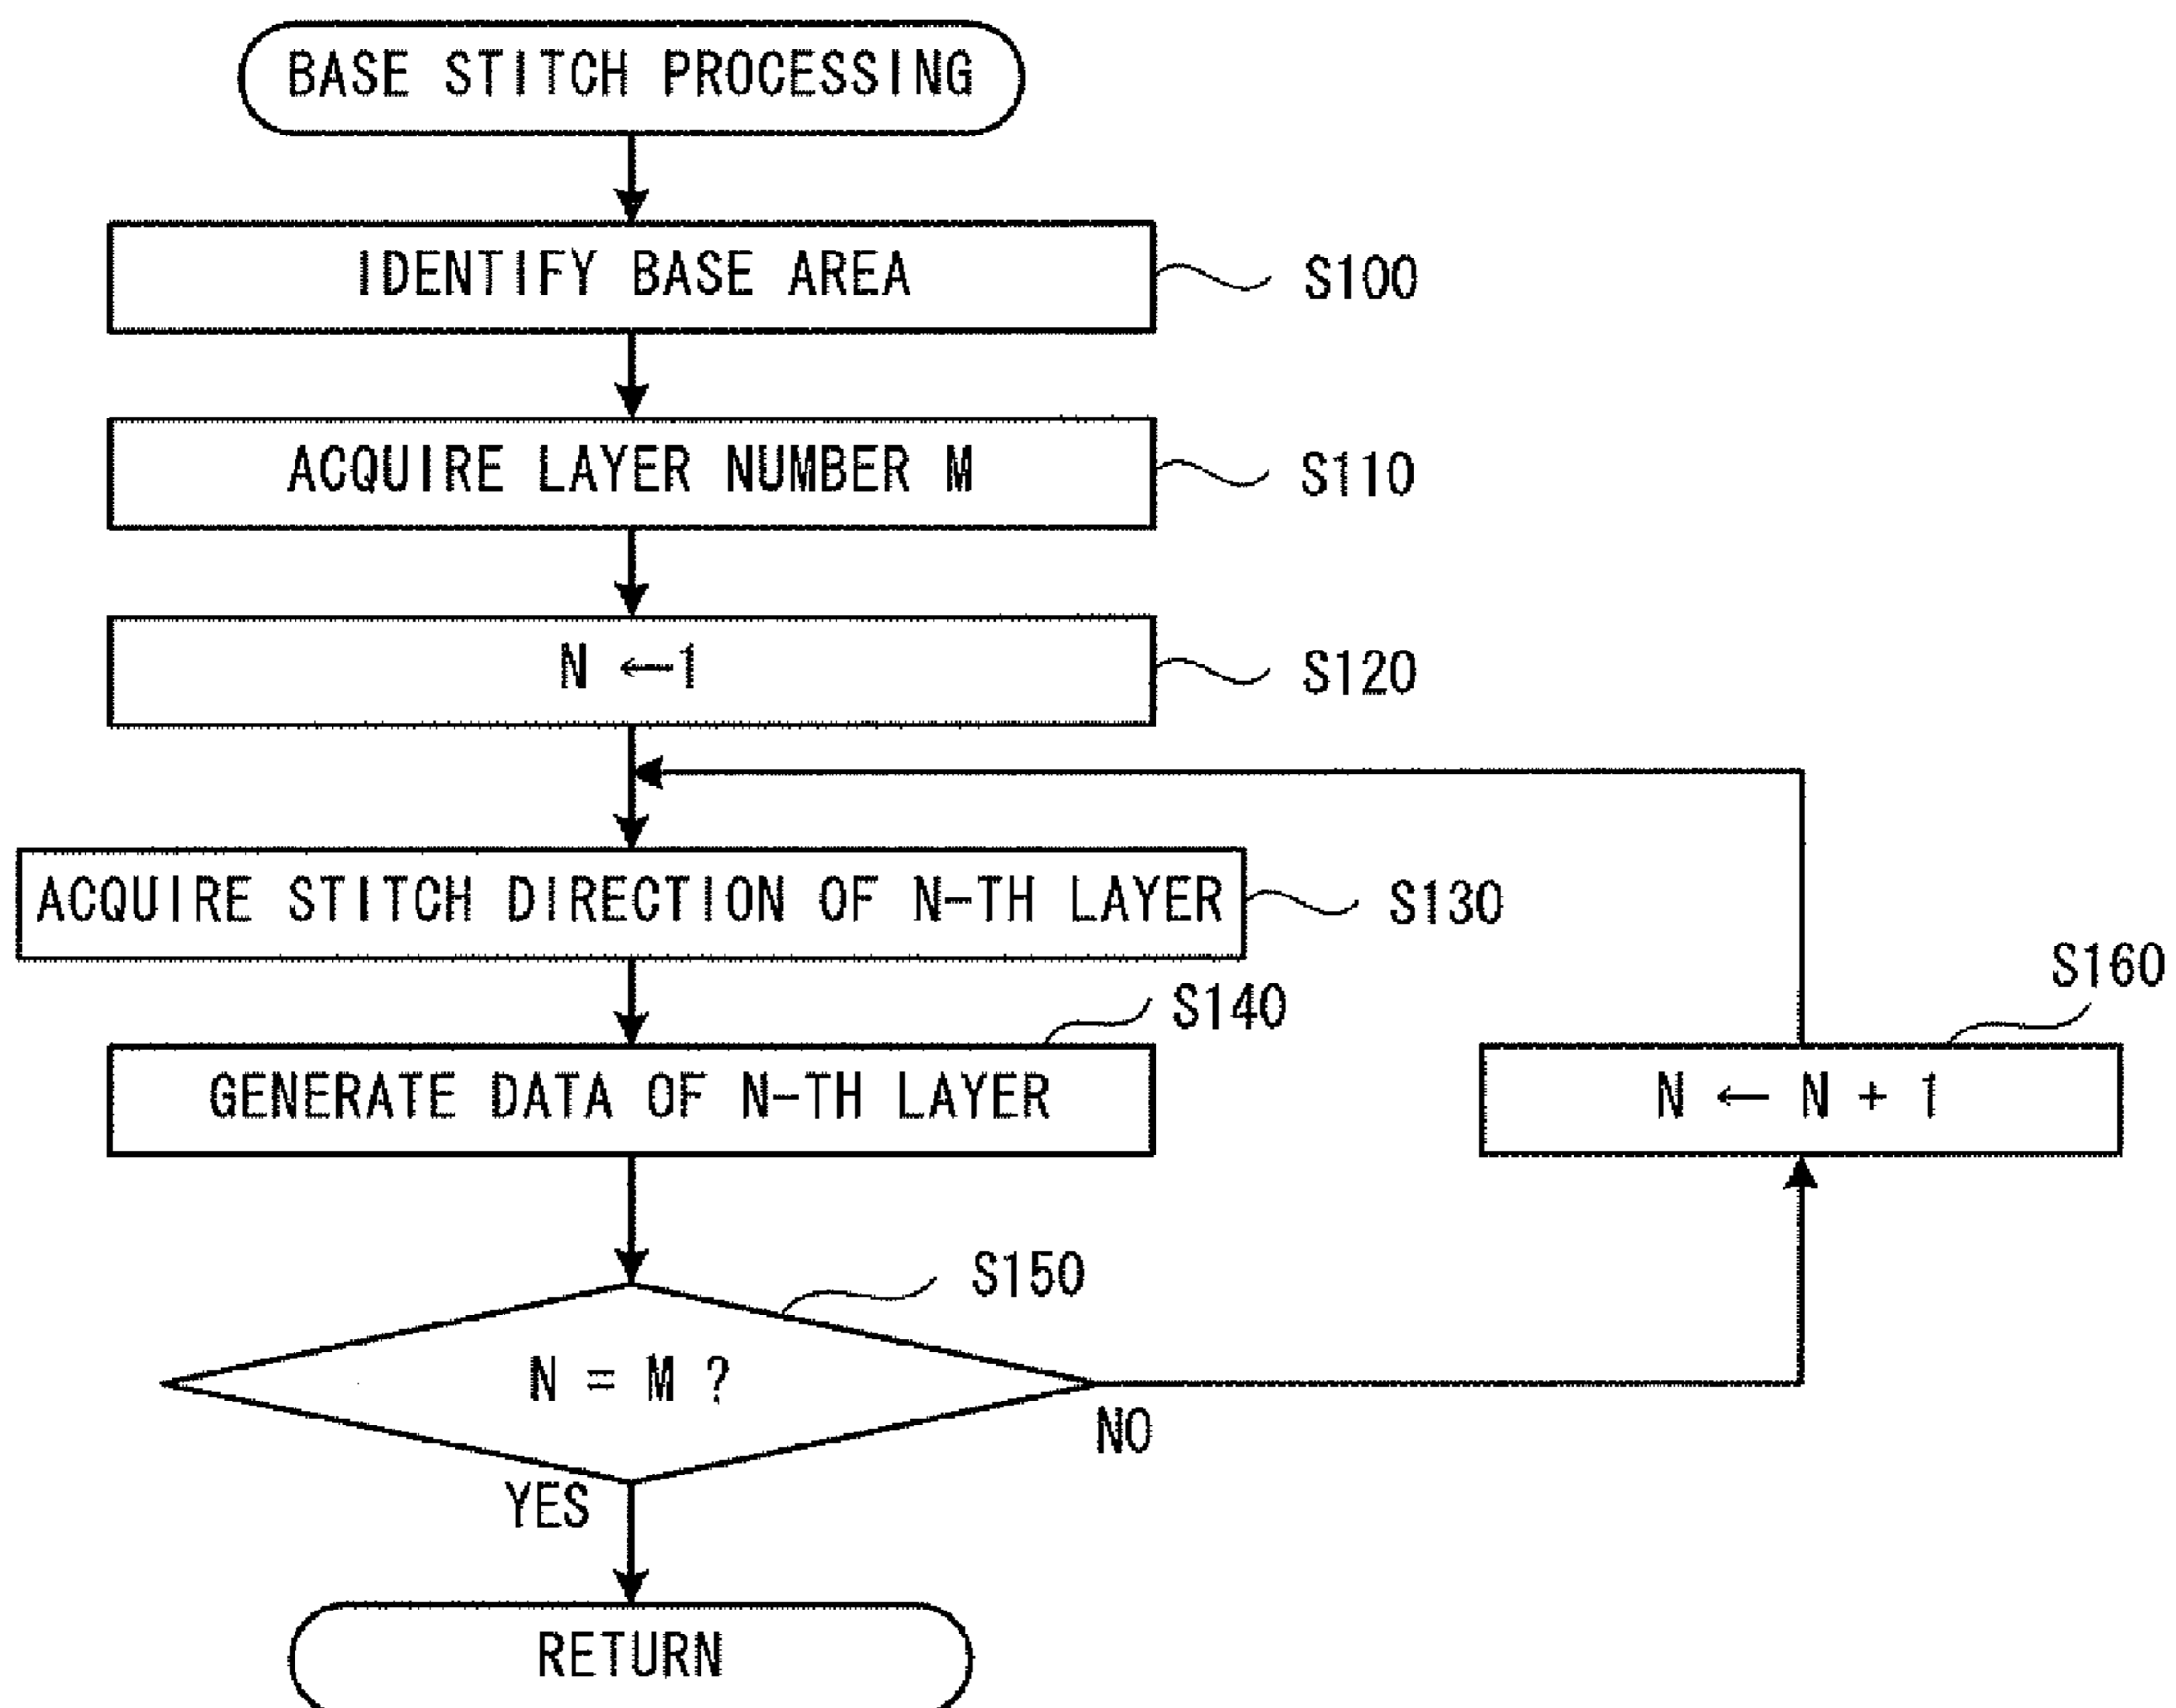 BASE STITCH PROCESSING
IDENTIFY BASE AREA
S100
ACQUIRE LAYER NUMBER M
S110
N ←1
S120
ACQUIRE STITCH DIRECTION OF N-TH LAYER
S130
S140
GENERATE DATA OF N-TH LAYER
S160
N ← N + 1
S150
N = M ?
NO
YES
RETURN